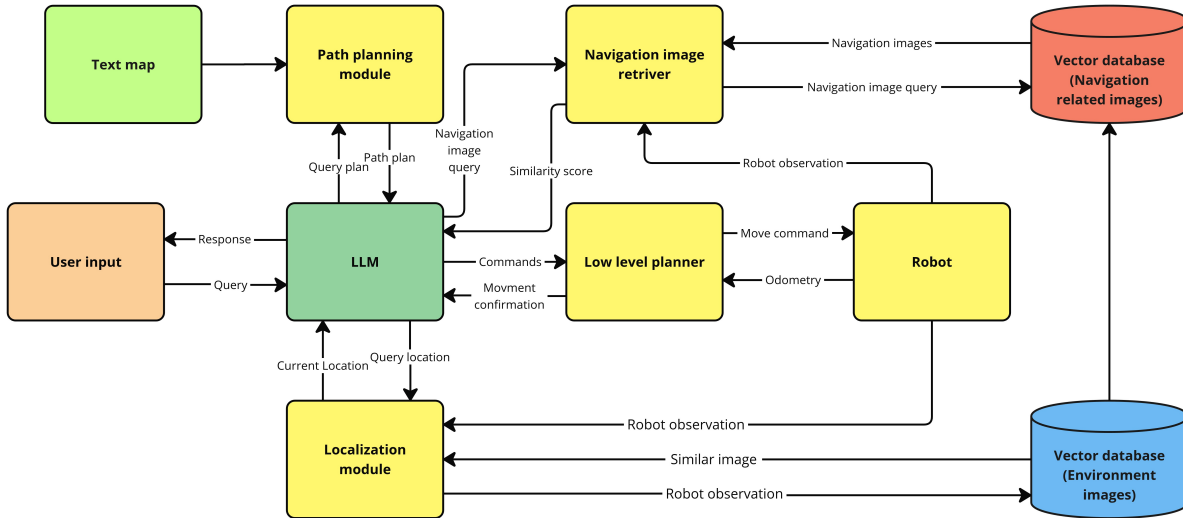 Text map
Path planning
module
Navigation image
retriver
Navigation images
Navigation image query
Vector database
(Navigation
related images)
Query plan
Path plan
Navigation
image
query
Similarity score
Robot observation
User input
Response
Query
LLM
Commands
Movment
confirmation
Low level planner
Move command
Odometry
Robot
Current Location
Query location
Localization
module
Robot observation
Similar image
Robot observation
Vector database
(Environment
images)